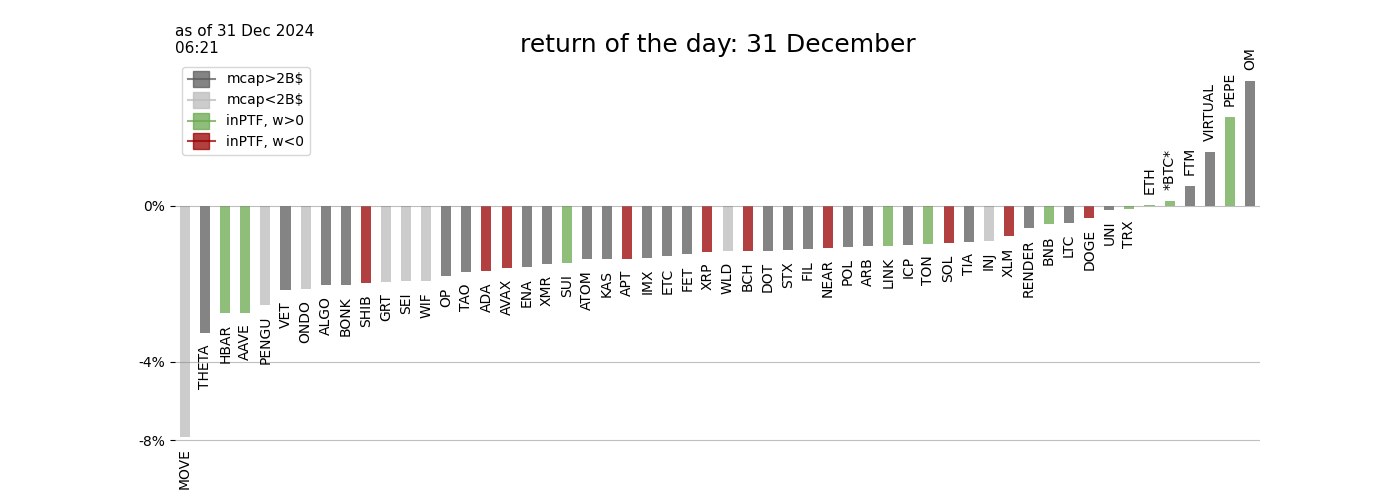 as of 31 Dec 2024
06:21
return of the day: 31 December
mcap>2B$
mcap<2B$
inPTF, w>0
inPTF, w<0
0%
-4%
-8%
MOVE
THETA
HBAR
AAVE
PENGU
VET
ONDO
ALGO
BONK
SHIB
GRT
SEI
WIF
OP
TAO
ADA
AVAX
ENA
XMR
SUI
ATOM
KAS
APT
IMX
ETC
FET
XRP
WLD
BCH
DOT
STX
FIL
NEAR
POL
ARB
LINK
ICP
TON
SOL
TIA
INJ
XLM
RENDER
BNB
LTC
DOGE
UNI
TRX
ETH
*BTC*
FTM
VIRTUAL
PEPE
OM